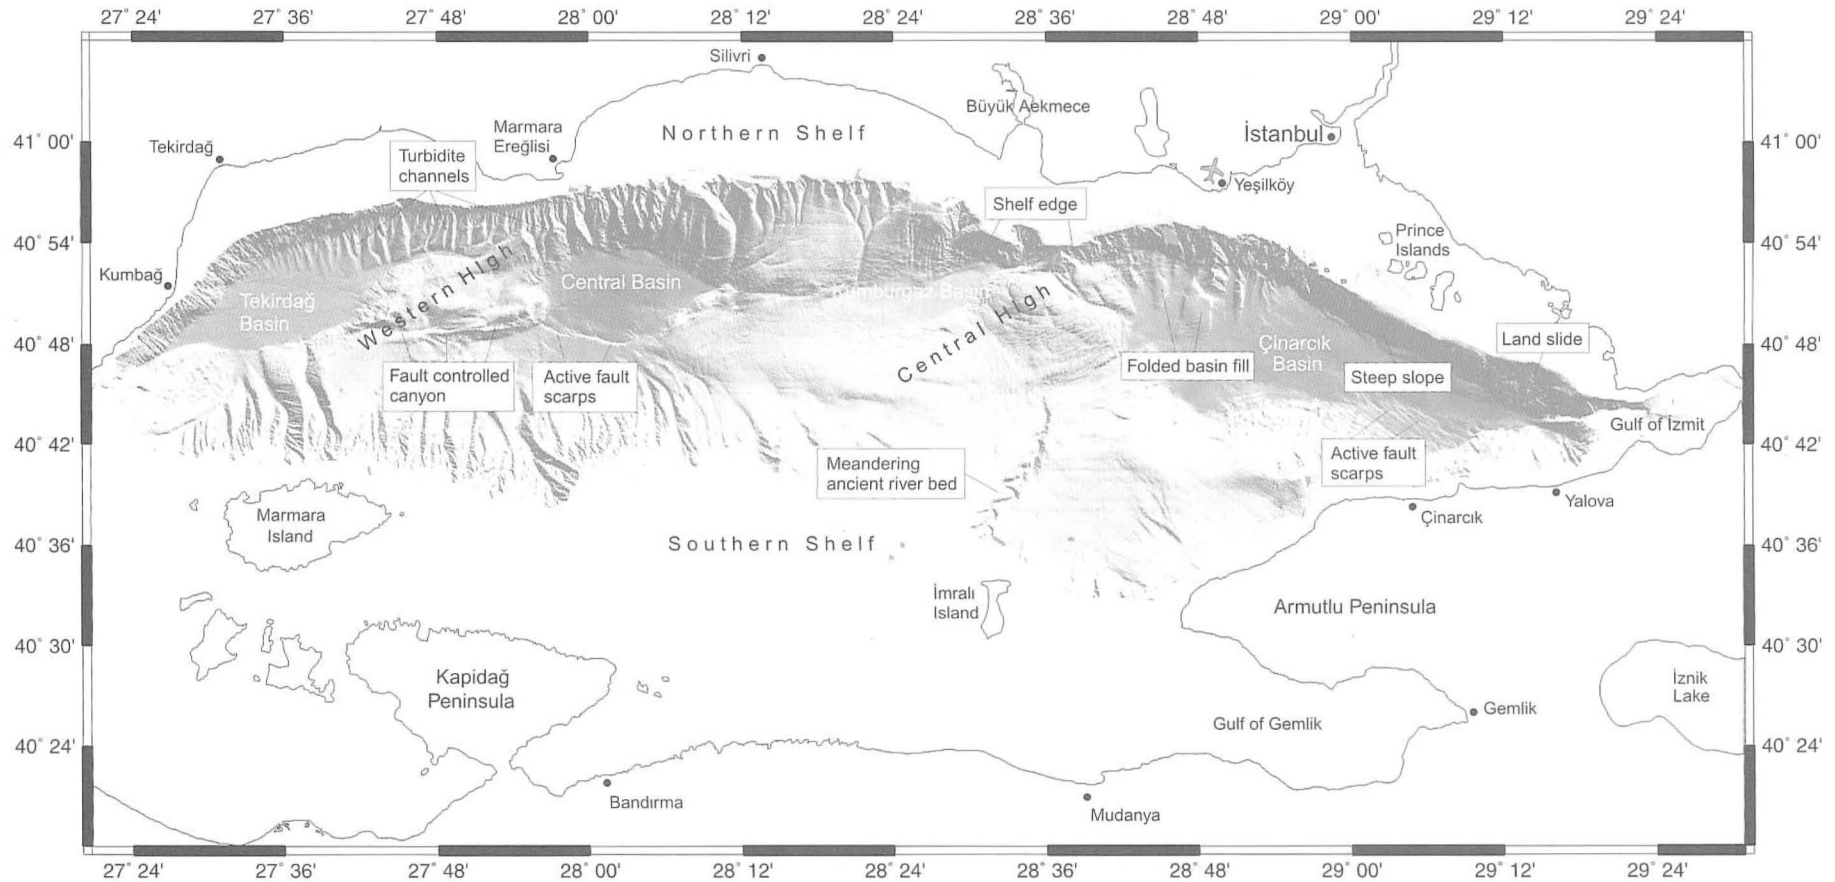 27° 24' 27° 36' 27° 48' 28° 00' 28° 12' 28° 24' 28° 36' 28° 48' 29° 00' 29° 12' 29° 24'
Silivri
Büyük Aekmece
Marmara
Ereğlisi
Northern Shelf
İstanbul
41° 00'
41° 00'
Tekirdağ
Turbidite
channels
Yeşilköy
Shelf edge
Prince
Islands
40° 54'
40° 54'
Kumbağ
Western HIgh
Central Basin
Kumburgaz Basin
Tekirdağ
Basin
Central HIgh
Land slide
40° 48'
40° 48'
Çinarcık
Basin
Folded basin fill
Steep slope
Fault controlled
canyon
Active fault
scarps
Gulf of İzmit
40° 42'
40° 42'
Meandering
ancient river bed
Active fault
scarps
Yalova
Çinarcık
Marmara
Island
Southern Shelf
40° 36'
40° 36'
İmralı
Island
Armutlu Peninsula
40° 30'
40° 30'
Kapidağ
Peninsula
İznik
Lake
Gemlik
Gulf of Gemlik
40° 24'
40° 24'
Bandırma
Mudanya
27° 24' 27° 36' 27° 48' 28° 00' 28° 12' 28° 24' 28° 36' 28° 48' 29° 00' 29° 12' 29° 24'